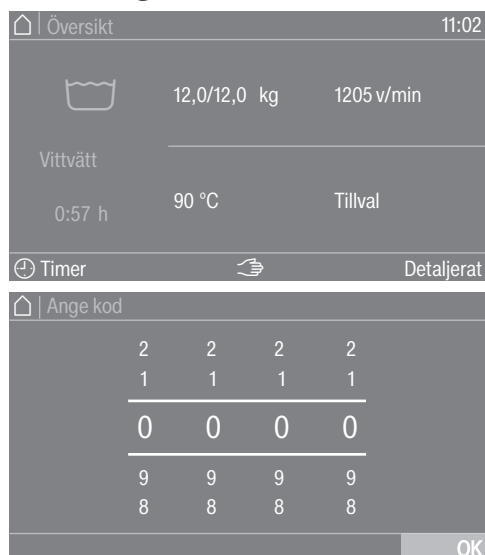 Översikt 11:02
12,0/12,0 kg 1205 v/min
Vittvätt
90 °C Tillval
0:57 h
Timer Detaljerat
Ange kod
2 2 2 2
1 1 1 1
0 0 0 0
9 9 9 9
8 8 8 8
OK